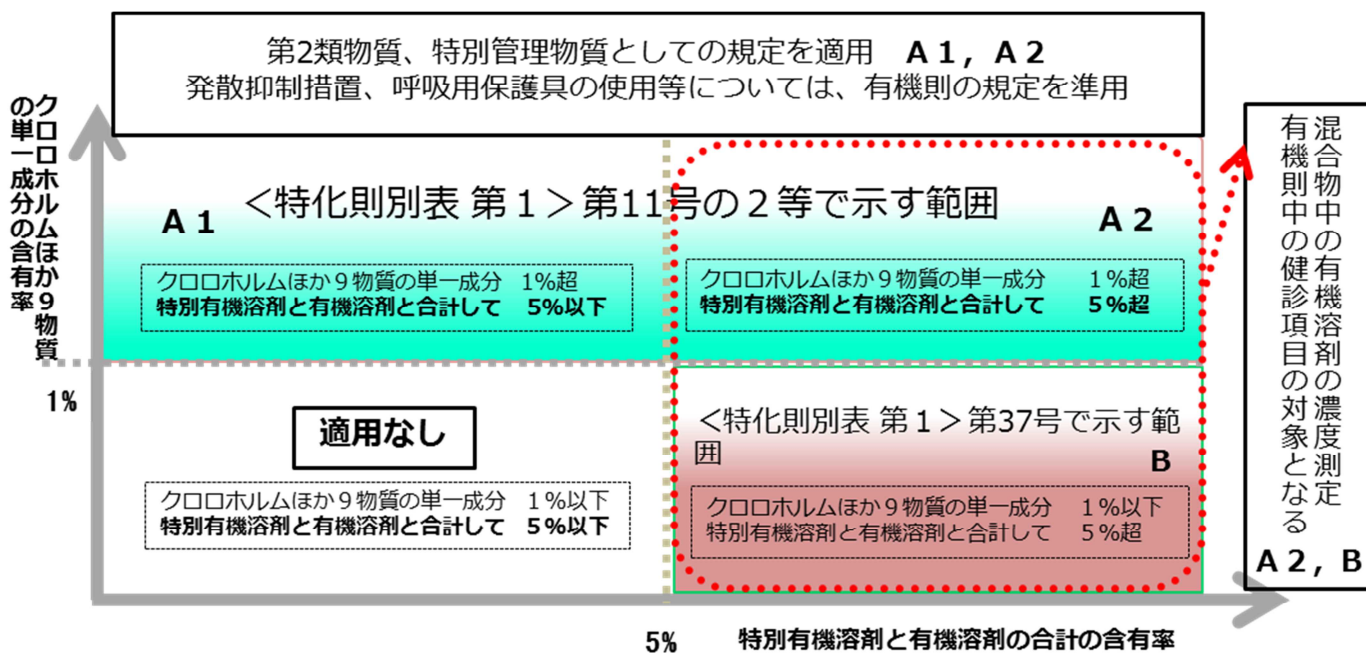 第2類物質、特別管理物質としての規定を適用　Ａ１，Ａ２
発散抑制措置、呼吸用保護具の使用等については、有機則の規定を準用
クロロホルムほか９物質
の単一成分の含有率
＜特化則別表 第１＞第11号の２等で示す範囲
Ａ１
クロロホルムほか９物質の単一成分　1%超
特別有機溶剤と有機溶剤と合計して　5%以下
Ａ２
クロロホルムほか９物質の単一成分　１%超
特別有機溶剤と有機溶剤と合計して　５%超
1%
適用なし
クロロホルムほか９物質の単一成分　１%以下
特別有機溶剤と有機溶剤と合計して　5%以下
＜特化則別表 第１＞第37号で示す範
囲
Ｂ
クロロホルムほか９物質の単一成分　１%以下
特別有機溶剤と有機溶剤と合計して　５%超
混合物中の有機溶剤の濃度測定
有機則中の健診項目の対象となる
Ａ２，Ｂ
5%
特別有機溶剤と有機溶剤の合計の含有率